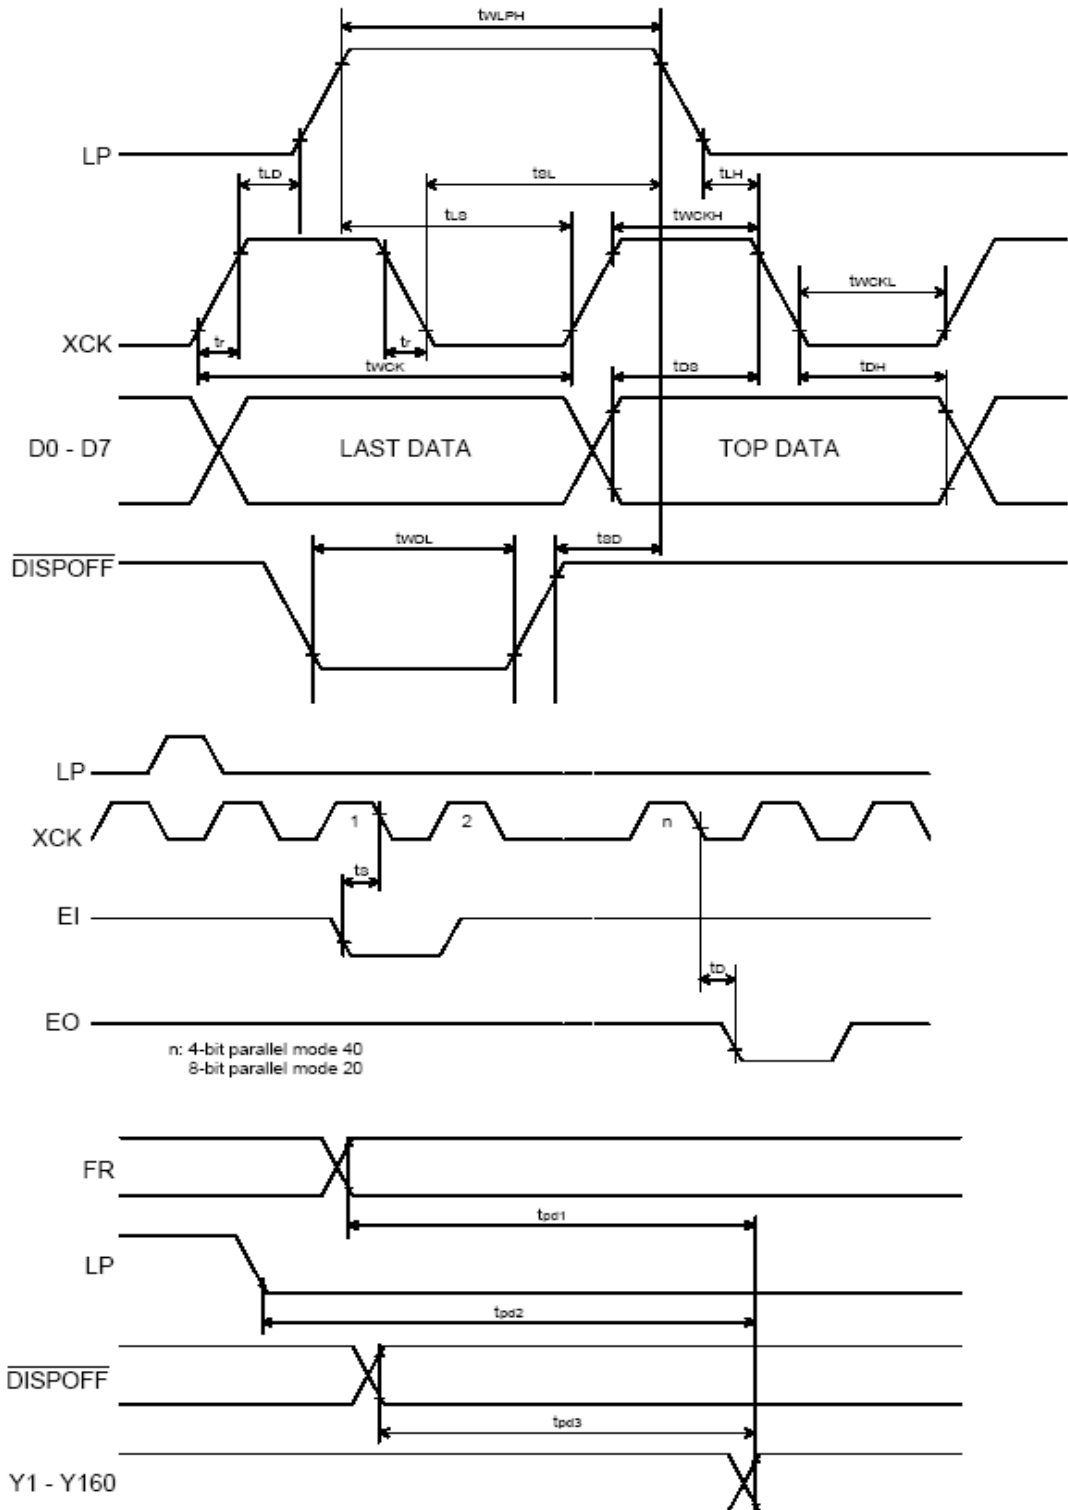 tWLPH
LP
tLD
tSL
tLH
tLS
tWCKH
tWCKL
XCK
tr
tr
tWCK
tDS
tDH
D0 - D7
LAST DATA
TOP DATA
tWDL
tSD
DISPOFF
LP
XCK
1
2
n
tS
EI
tD
EO
n: 4-bit parallel mode 40
8-bit parallel mode 20
FR
tpd1
LP
tpd2
DISPOFF
tpd3
Y1 - Y160